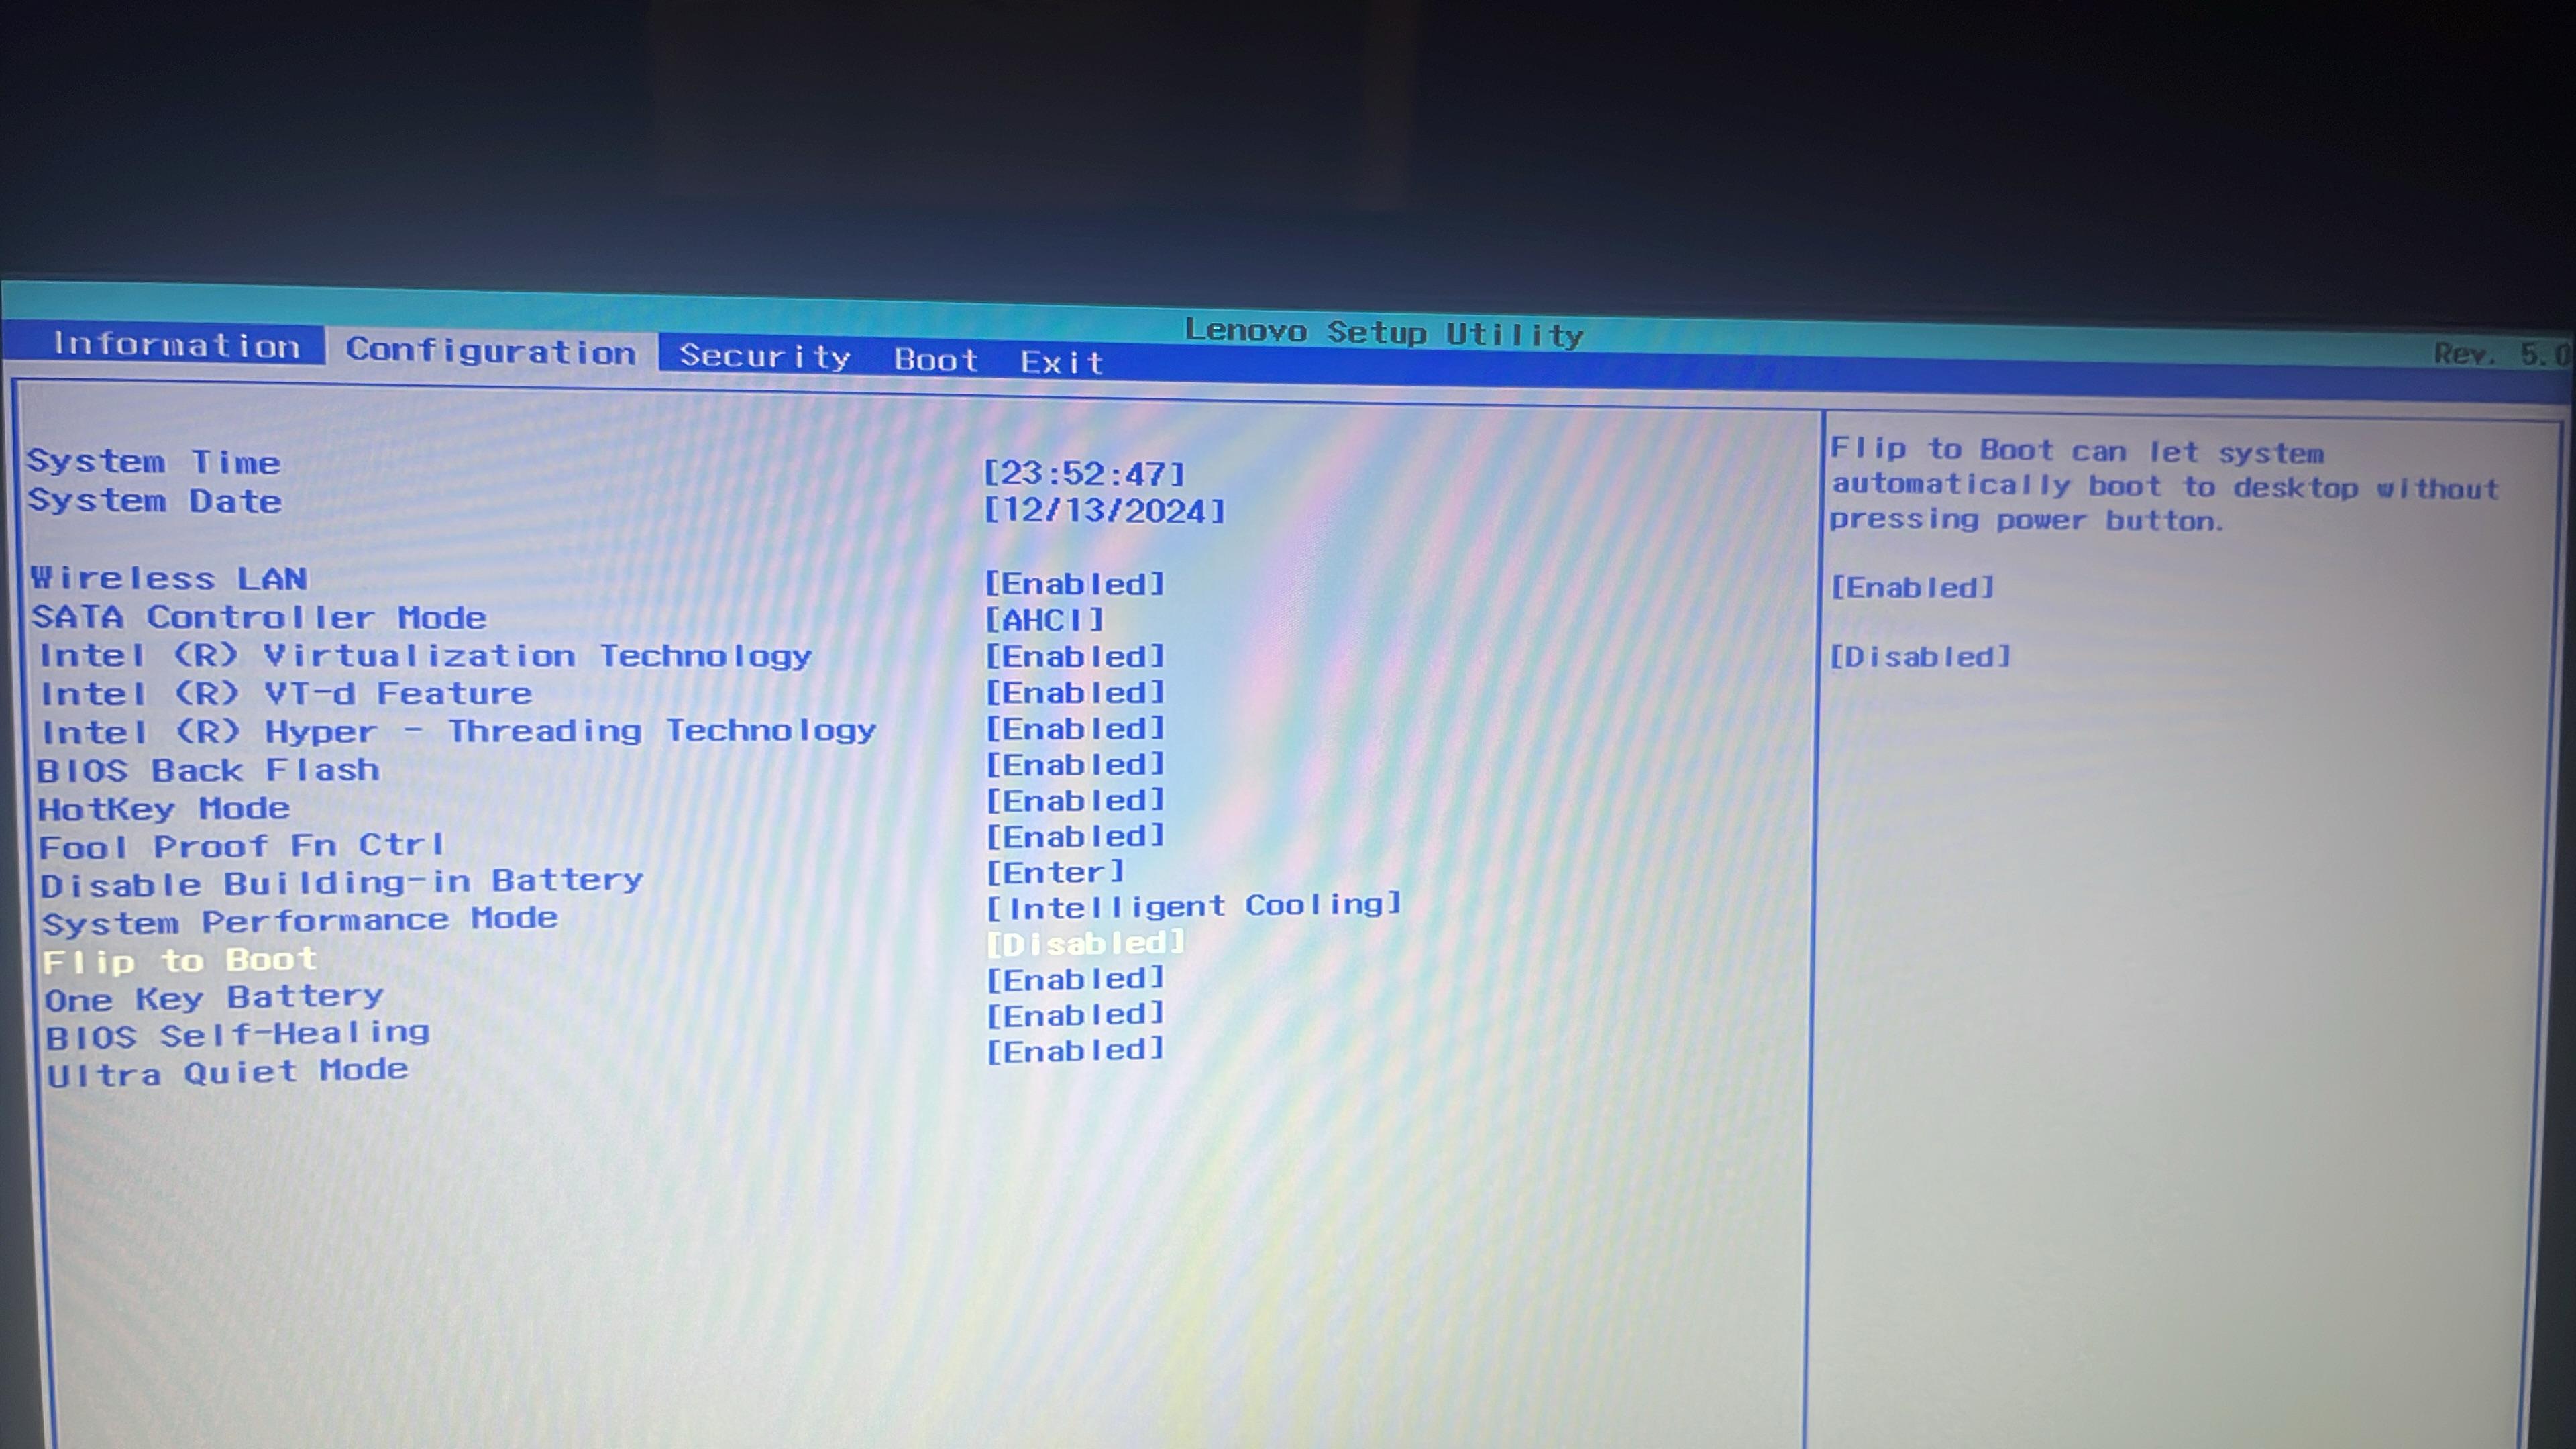 Lenovo Setup Utility
Rev. 5.0
Information Configuration Security Boot Exit
System Time [23:52:47]
System Date [12/13/2024]
Wireless LAN [Enabled]
SATA Controller Mode [AHCI]
Intel (R) Virtualization Technology [Enabled]
Intel (R) VT-d Feature [Enabled]
Intel (R) Hyper - Threading Technology [Enabled]
BIOS Back Flash [Enabled]
HotKey Mode [Enabled]
Fool Proof Fn Ctrl [Enabled]
Disable Building-in Battery [Enter]
System Performance Mode [Intelligent Cooling]
Flip to Boot [Disabled]
One Key Battery [Enabled]
BIOS Self-Healing [Enabled]
Ultra Quiet Mode [Enabled]
Flip to Boot can let system
automatically boot to desktop without
pressing power button.
[Enabled]
[Disabled]